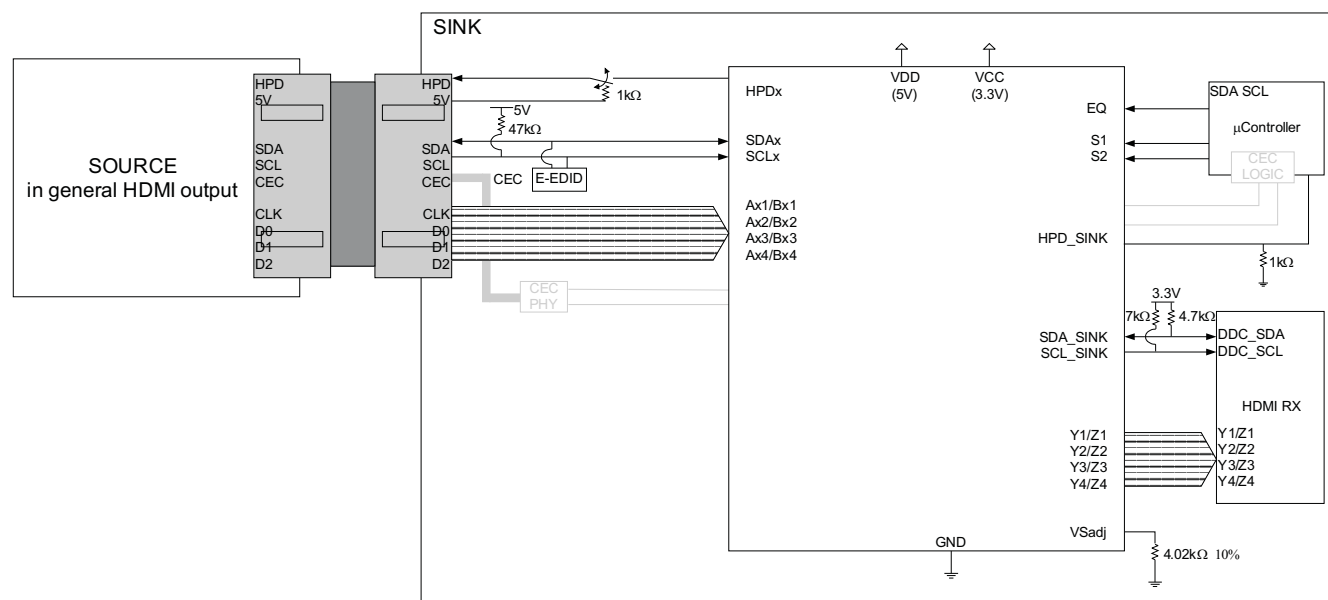 SINK
SOURCE
in general HDMI output
HPD
5V
SDA
SCL
CEC
CLK
D0
D1
D2
HPD
5V
SDA
SCL
CEC
CLK
D0
D1
D2
1kΩ
5V
47kΩ
CEC
E-EDID
CEC
PHY
HPDx
SDAx
SCLx
Ax1/Bx1
Ax2/Bx2
Ax3/Bx3
Ax4/Bx4
VDD
(5V)
VCC
(3.3V)
GND
EQ
S1
S2
HPD_SINK
SDA_SINK
SCL_SINK
Y1/Z1
Y2/Z2
Y3/Z3
Y4/Z4
VSadj
SDA SCL
μController
CEC
LOGIC
1kΩ
3.3V
7kΩ
4.7kΩ
DDC_SDA
DDC_SCL
HDMI RX
Y1/Z1
Y2/Z2
Y3/Z3
Y4/Z4
4.02kΩ 10%